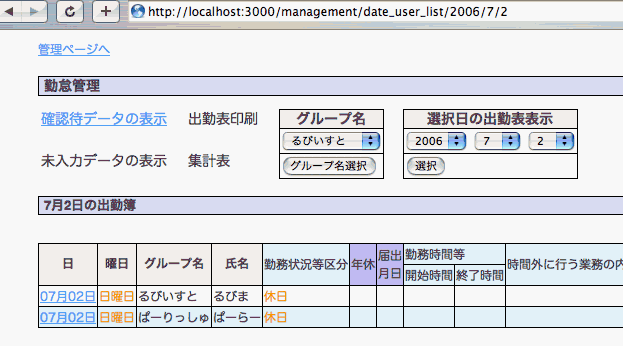 http://localhost:3000/management/date_user_list/2006/7/2
管理ページへ
勤怠管理
確認待データの表示 出勤表印刷 グループ名 選択日の出勤表表示
るびいすと 2006 7 2
未入力データの表示 集計表 グループ名選択 選択
7月2日の出勤簿
日 曜日 グループ名 氏名 勤務状況等区分 年休 届出月日 勤務時間等 時間外に行う業務の内
開始時間 終了時間
07月02日 日曜日 るびいすと るびま 休日
07月02日 日曜日 ぱーりっしゅ ぱーらー 休日